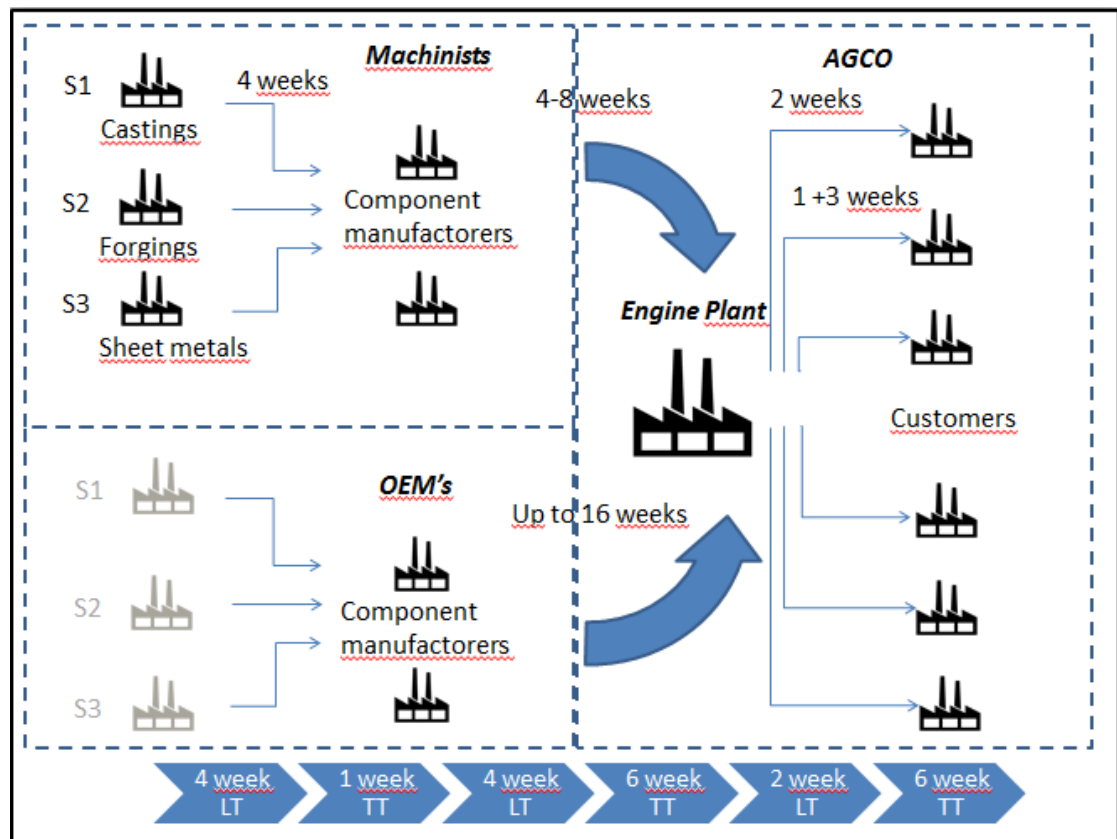 Machinists
S1
4 weeks
Castings
S2
Component
manufactorers
Forgings
S3
Sheet metals
AGCO
4-8 weeks
2 weeks
1 +3 weeks
Engine Plant
Customers
S1
OEM's
Up to 16 weeks
S2
Component
manufactorers
S3
4 week
LT
1 week
TT
4 week
LT
6 week
TT
2 week
LT
6 week
TT